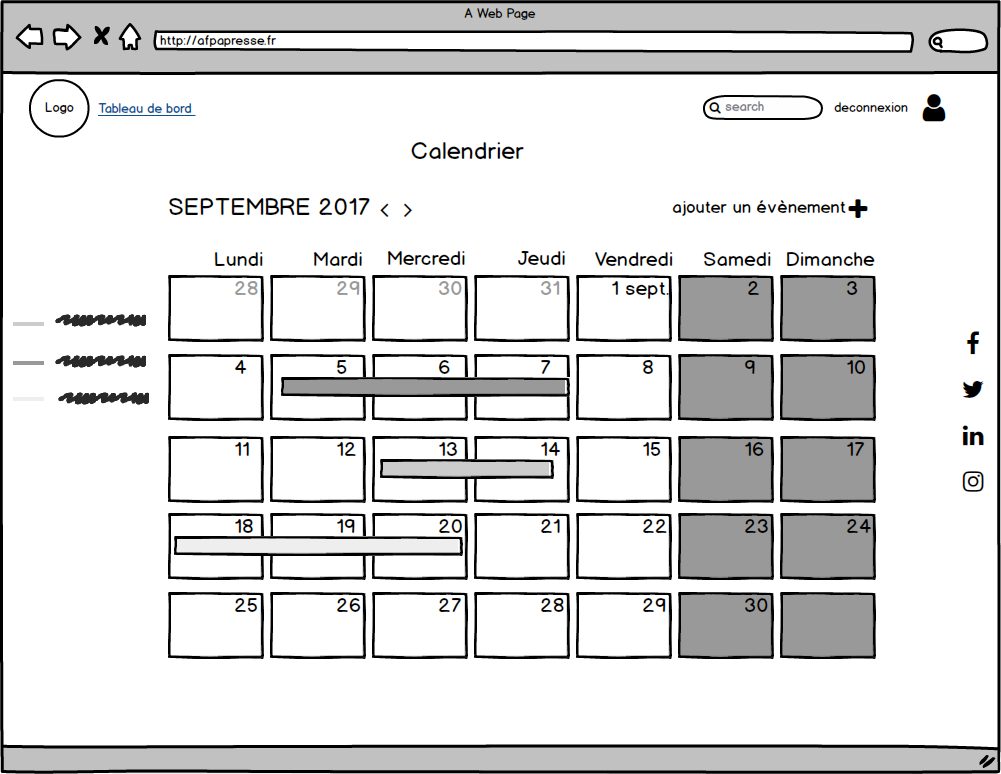 A Web Page
http://afpapresse.fr
Logo
Tableau de bord
search
deconnexion
Calendrier
SEPTEMBRE 2017 < >
ajouter un évènement
Lundi Mardi Mercredi Jeudi Vendredi Samedi Dimanche
28 29 30 31 1 sept. 2 3
4 5 6 7 8 9 10
11 12 13 14 15 16 17
18 19 20 21 22 23 24
25 26 27 28 29 30